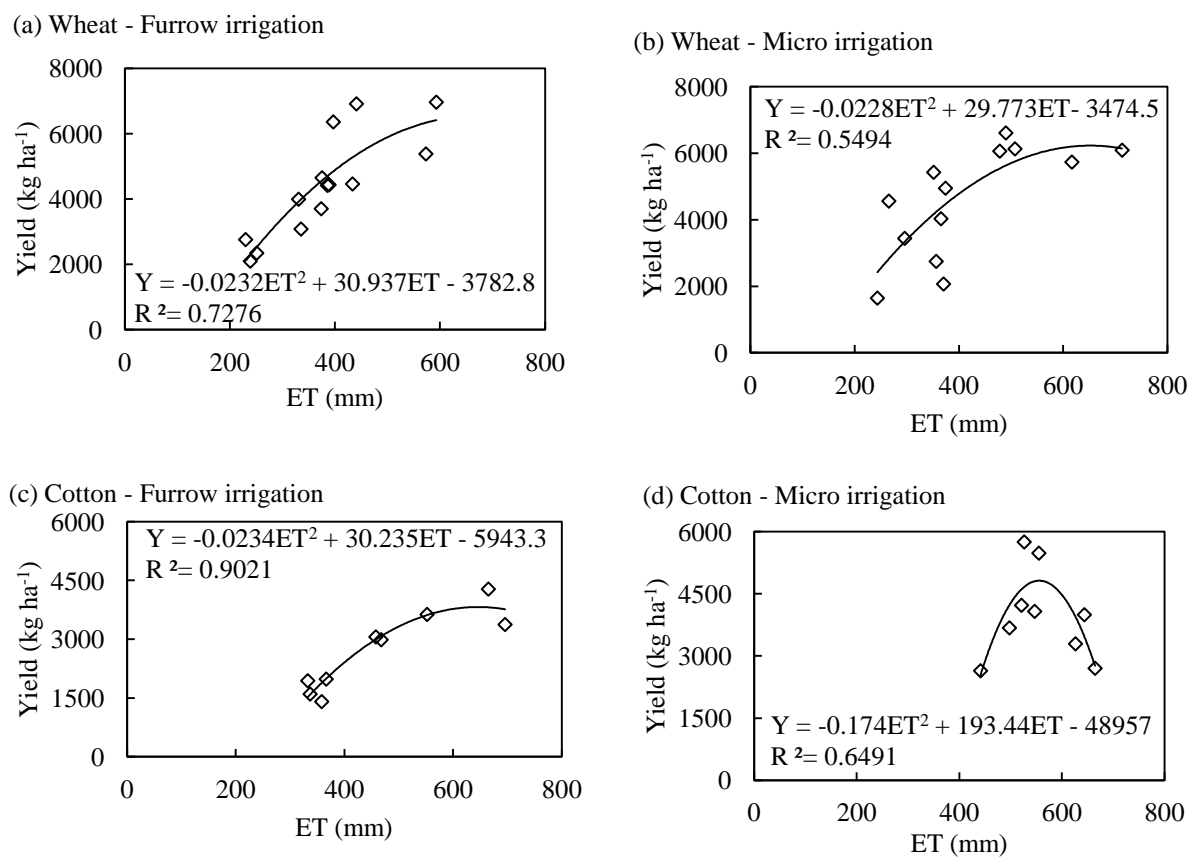 (a) Wheat - Furrow irrigation
8000
6000
4000
2000
0
Yield (kg ha⁻¹)
Y = -0.0232ET² + 30.937ET - 3782.8
R ²= 0.7276
0 200 400 600 800
ET (mm)
(b) Wheat - Micro irrigation
8000
6000
4000
2000
0
Yield (kg ha⁻¹)
Y = -0.0228ET² + 29.773ET- 3474.5
R ²= 0.5494
0 200 400 600 800
ET (mm)
(c) Cotton - Furrow irrigation
6000
4500
3000
1500
0
Yield (kg ha⁻¹)
Y = -0.0234ET² + 30.235ET - 5943.3
R ²= 0.9021
0 200 400 600 800
ET (mm)
(d) Cotton - Micro irrigation
6000
4500
3000
1500
0
Yield (kg ha⁻¹)
Y = -0.174ET² + 193.44ET - 48957
R ²= 0.6491
0 200 400 600 800
ET (mm)